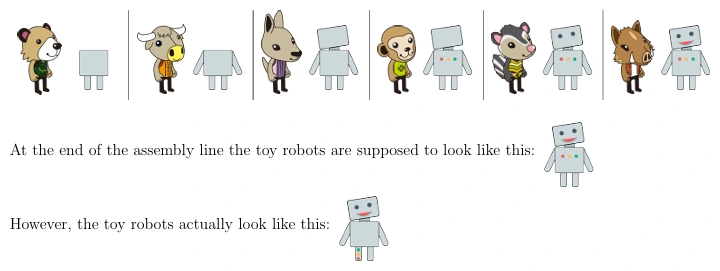 At the end of the assembly line the toy robots are supposed to look like this:
However, the toy robots actually look like this: